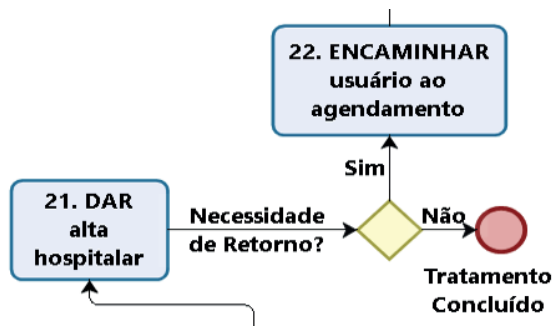 22. ENCAMINHAR
usuário ao
agendamento
Sim
21. DAR
alta
hospitalar
Necessidade
de Retorno?
Não
Tratamento
Concluído